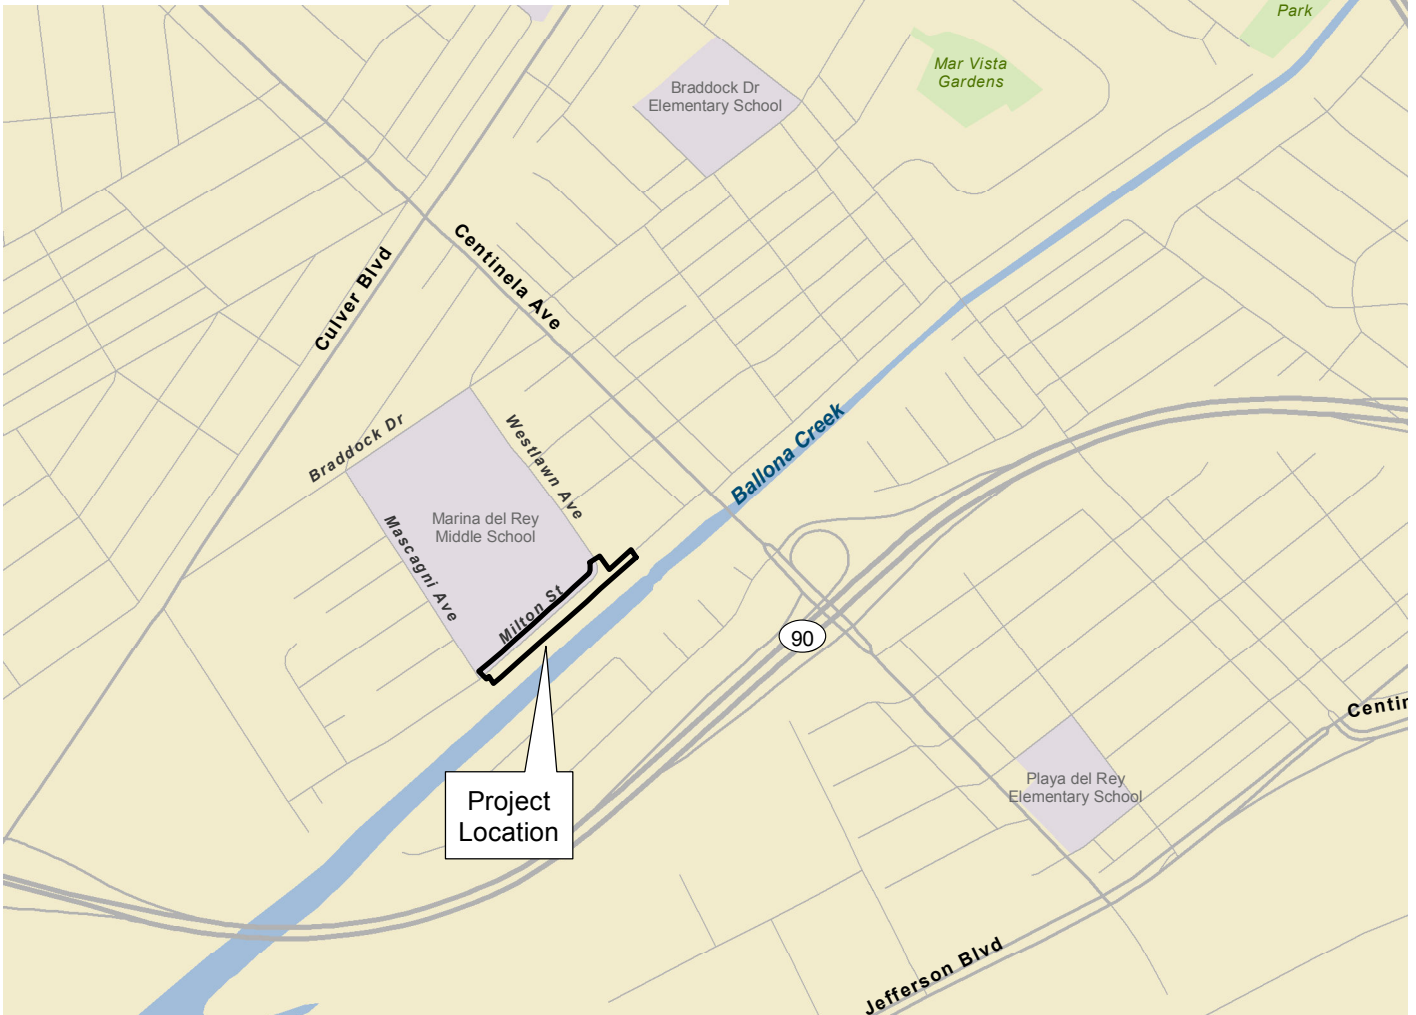 Park
Mar Vista
Gardens
Braddock Dr
Elementary School
Centinela Ave
Culver Blvd
Braddock Dr
Westlawn Ave
Ballona Creek
Marina del Rey
Middle School
Mascagni Ave
Milton St
90
Centin
Project
Location
Playa del Rey
Elementary School
Jefferson Blvd